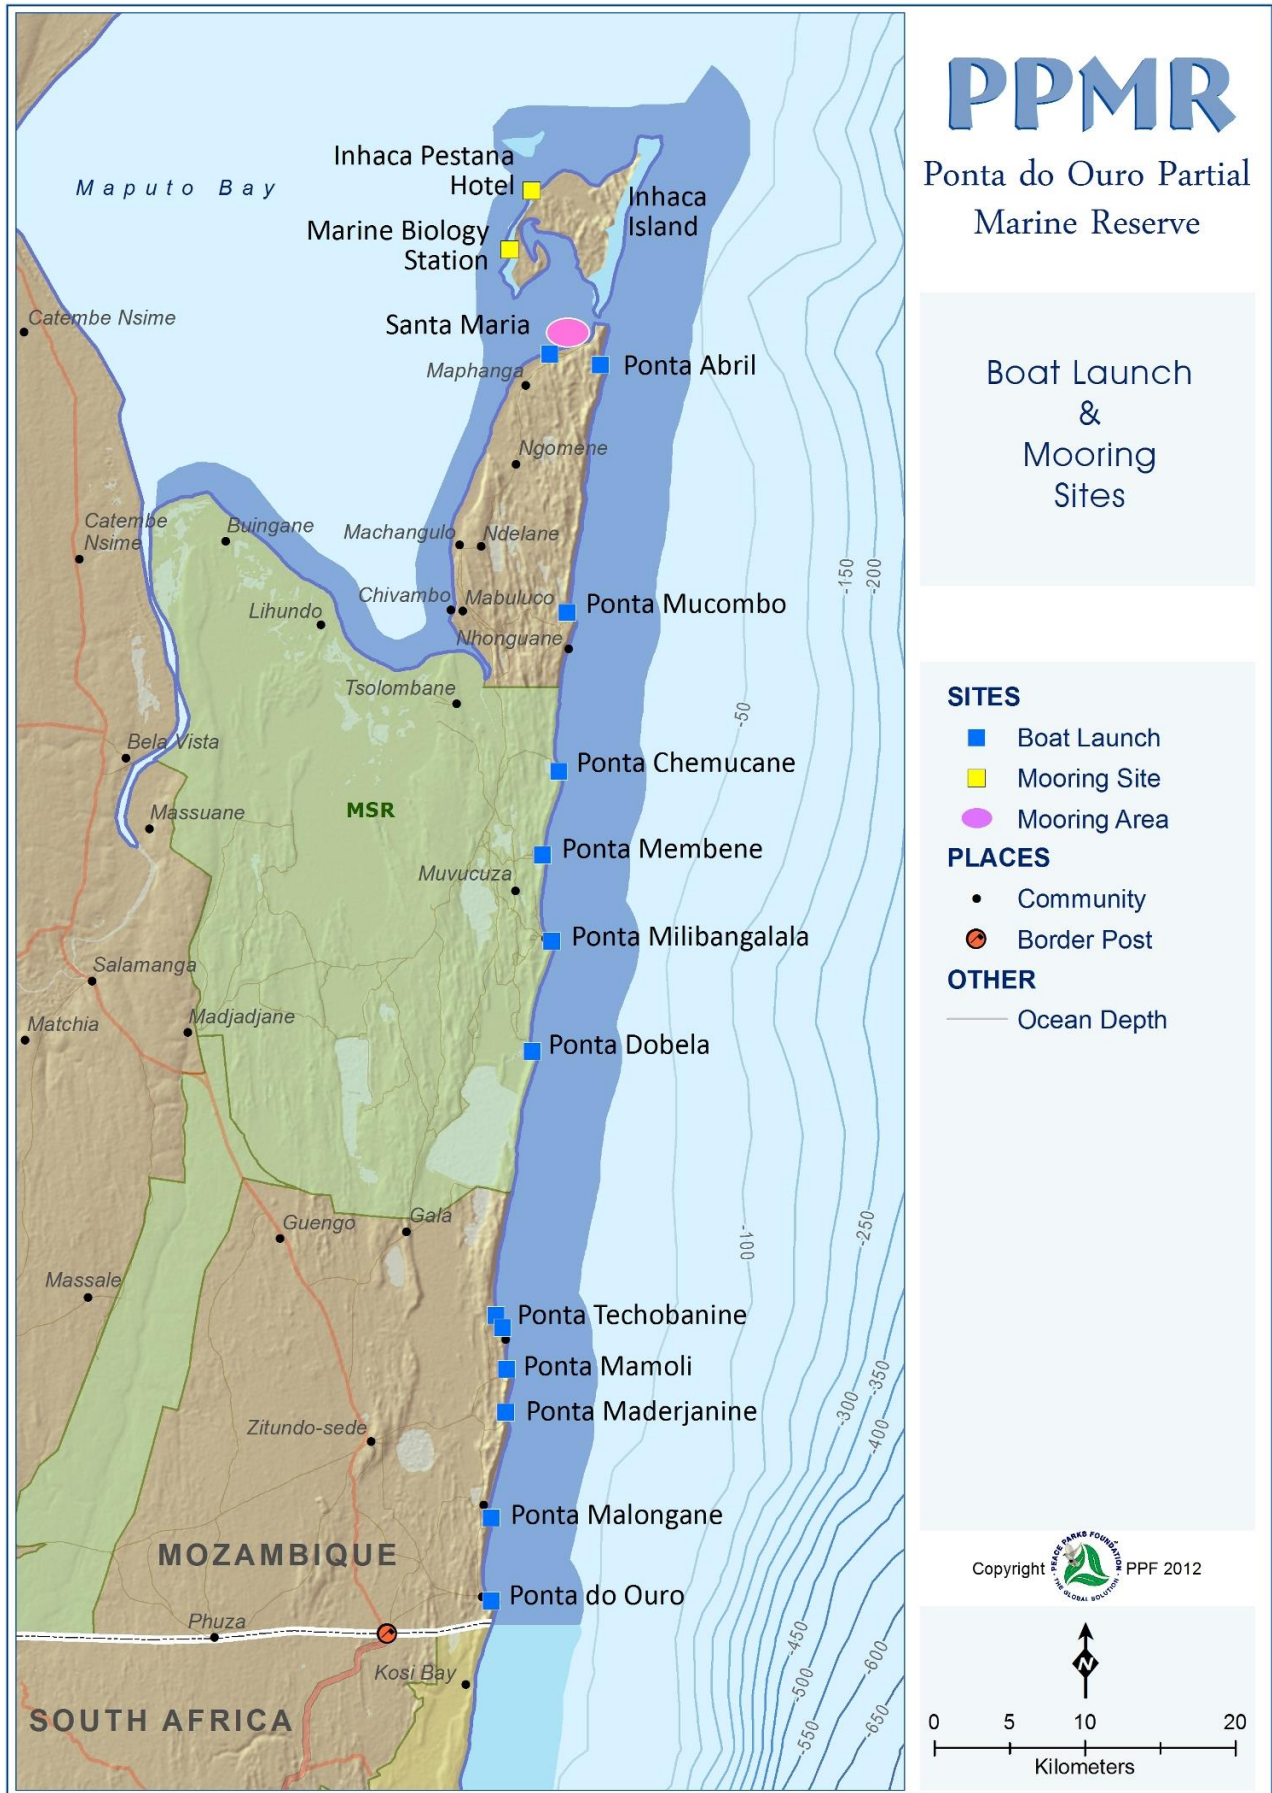 PPMR
Ponta do Ouro Partial
Marine Reserve
Boat Launch
&
Mooring
Sites
SITES
Boat Launch
Mooring Site
Mooring Area
PLACES
Community
Border Post
OTHER
Ocean Depth
Copyright
PEACE PARKS FOUNDATION
THE GLOBAL SOLUTION
PPF 2012
N
0 5 10 20
Kilometers
Maputo Bay
Inhaca Pestana
Hotel
Inhaca
Island
Marine Biology
Station
Catembe Nsime
Santa Maria
Ponta Abril
Maphanga
Ngomene
Catembe
Nsime
Buingane
Machangulo
Ndelane
-150
-200
Chivambo
Mabuluco
Ponta Mucombo
Lihundo
Nhonguane
Tsolombane
-50
Bela Vista
Ponta Chemucane
Massuane
MSR
Ponta Membene
Muvucuza
Ponta Milibangalala
Salamanga
Matchia
Madjadjane
Ponta Dobela
Guengo
Gala
-100
-250
Massale
Ponta Techobanine
Ponta Mamoli
-350
-300
-400
Ponta Maderjanine
Zitundo-sede
Ponta Malongane
MOZAMBIQUE
Ponta do Ouro
Phuza
-450
-600
Kosi Bay
-500
-650
-550
SOUTH AFRICA